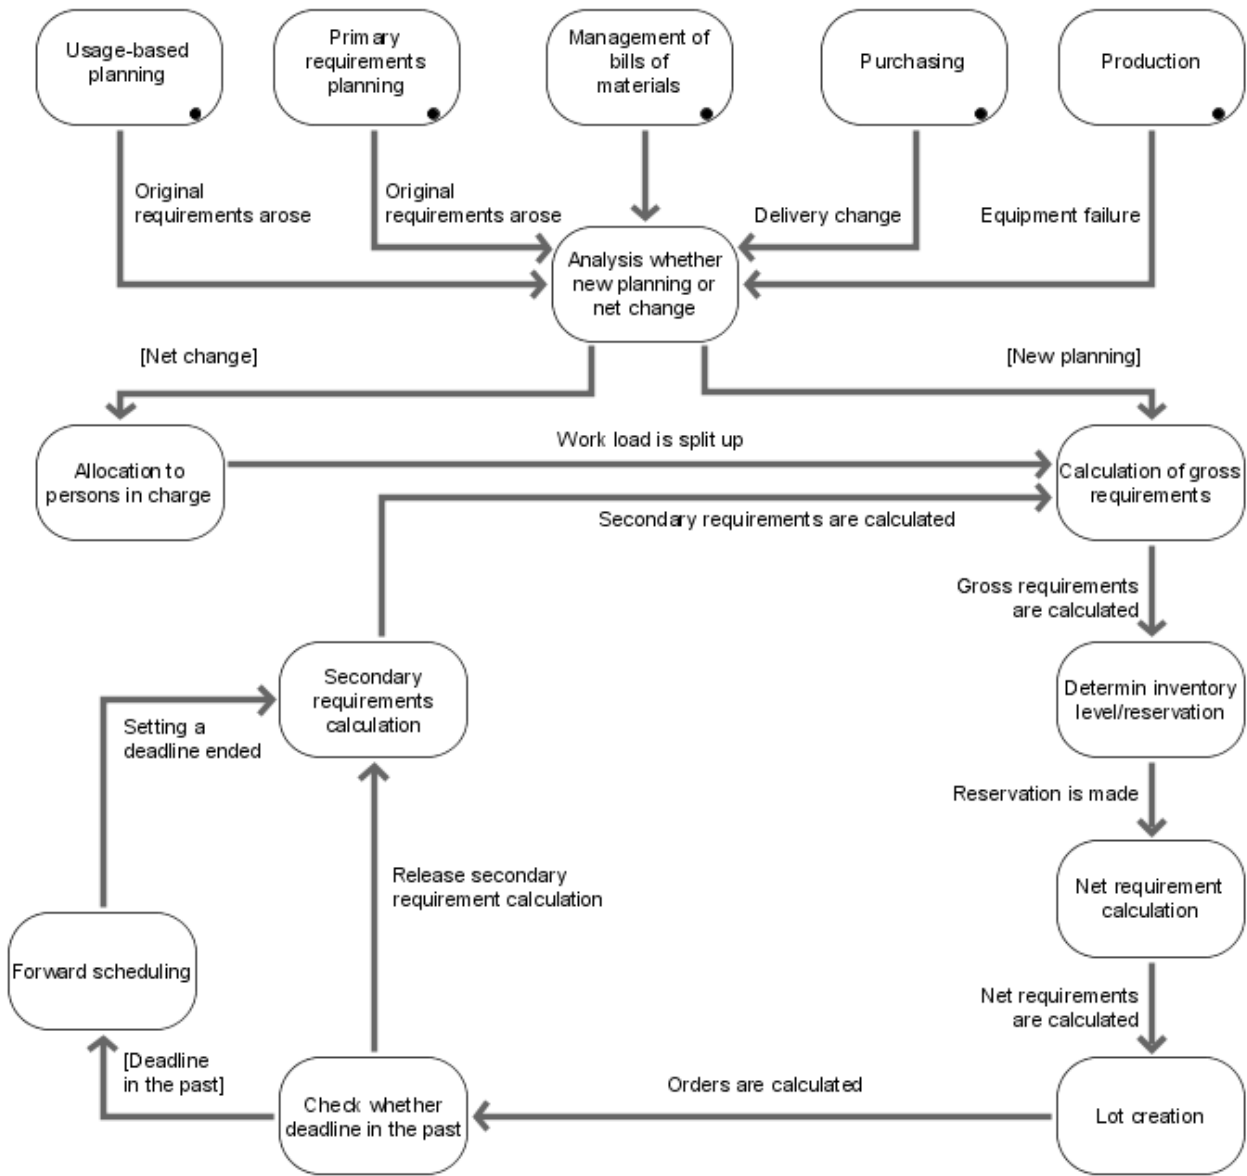 Usage-based
planning
Primary
requirements
planning
Management of
bills of
materials
Purchasing
Production
Original
requirements arose
Original
requirements arose
Delivery change
Equipment failure
Analysis whether
new planning or
net change
[Net change]
[New planning]
Allocation to
persons in charge
Work load is split up
Calculation of gross
requirements
Secondary requirements are calculated
Gross requirements
are calculated
Secondary
requirements
calculation
Determin inventory
level/reservation
Setting a
deadline ended
Reservation is made
Release secondary
requirement calculation
Net requirement
calculation
Forward scheduling
Net requirements
are calculated
[Deadline
in the past]
Check whether
deadline in the past
Orders are calculated
Lot creation